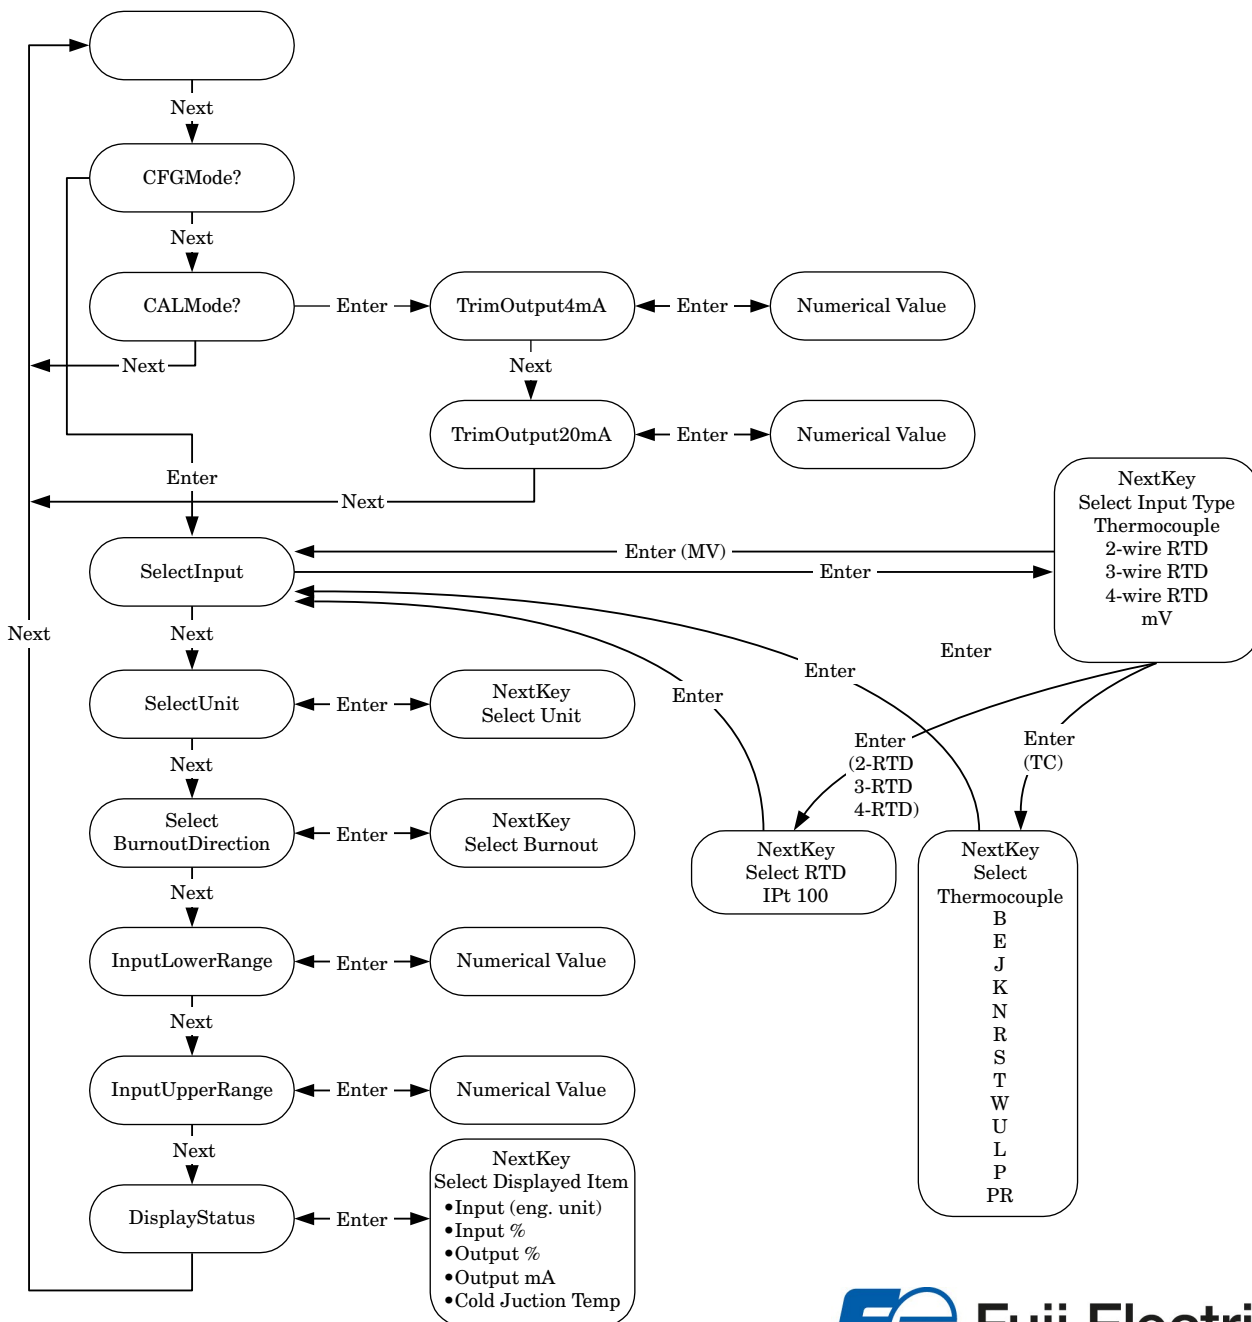 Next
CFGMode?
Next
CALMode?
Enter
TrimOutput4mA
Enter
Numerical Value
Next
Next
TrimOutput20mA
Enter
Numerical Value
Enter
Next
NextKey
Select Input Type
Thermocouple
2-wire RTD
3-wire RTD
4-wire RTD
mV
SelectInput
Enter (MV)
Enter
Next
Next
Enter
Enter
Enter
SelectUnit
Enter
NextKey
Select Unit
Enter
(2-RTD
3-RTD
4-RTD)
Enter
(TC)
Next
Select
BurnoutDirection
Enter
NextKey
Select Burnout
NextKey
Select RTD
IPt 100
NextKey
Select
Thermocouple
B
E
J
K
N
R
S
T
W
U
L
P
PR
Next
InputLowerRange
Enter
Numerical Value
Next
InputUpperRange
Enter
Numerical Value
Next
DisplayStatus
Enter
NextKey
Select Displayed Item
•Input (eng. unit)
•Input %
•Output %
•Output mA
•Cold Juction Temp